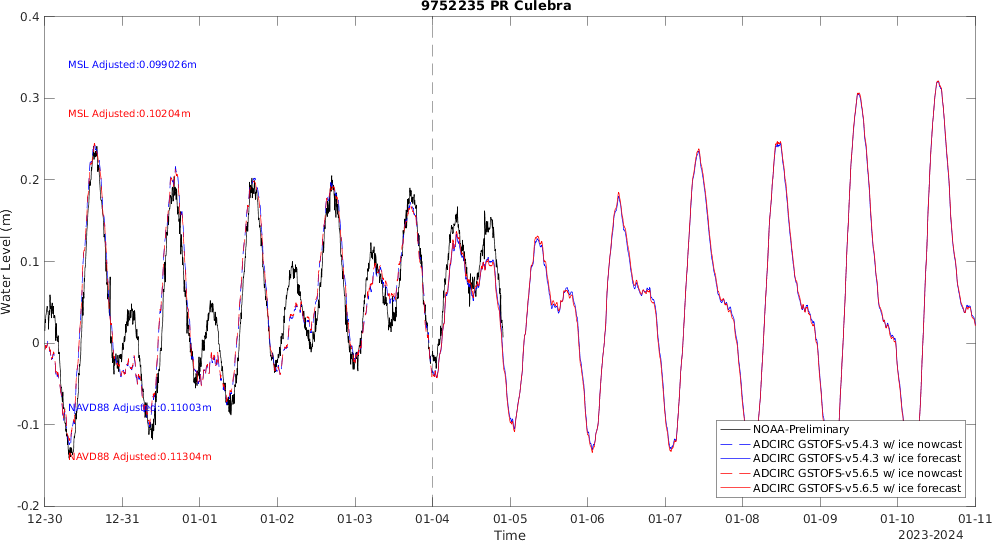 9752235 PR Culebra
0.4
0.3
0.2
0.1
0
-0.1
-0.2
Water Level (m)
MSL Adjusted:0.099026m
MSL Adjusted:0.10204m
NAVD88 Adjusted:0.11003m
NAVD88 Adjusted:0.11304m
NOAA-Preliminary
ADCIRC GSTOFS-v5.4.3 w/ ice nowcast
ADCIRC GSTOFS-v5.4.3 w/ ice forecast
ADCIRC GSTOFS-v5.6.5 w/ ice nowcast
ADCIRC GSTOFS-v5.6.5 w/ ice forecast
12-30 12-31 01-01 01-02 01-03 01-04 01-05 01-06 01-07 01-08 01-09 01-10 01-11
Time
2023-2024